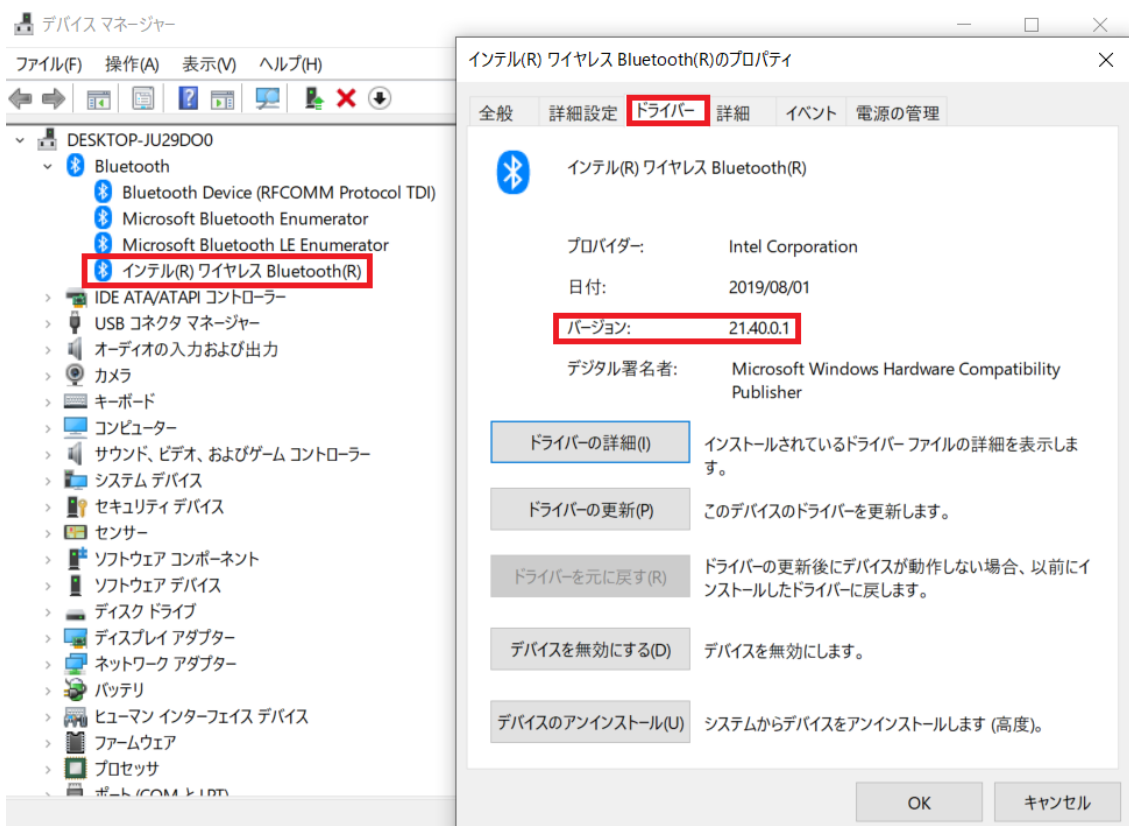 デバイス マネージャー
ファイル(F) 操作(A) 表示(V) ヘルプ(H)
DESKTOP-JU29DO0
Bluetooth
Bluetooth Device (RFCOMM Protocol TDI)
Microsoft Bluetooth Enumerator
Microsoft Bluetooth LE Enumerator
インテル(R) ワイヤレス Bluetooth(R)
IDE ATA/ATAPI コントローラー
USB コネクタ マネージャー
オーディオの入力および出力
カメラ
キーボード
コンピューター
サウンド、ビデオ、およびゲーム コントローラー
システム デバイス
セキュリティ デバイス
センサー
ソフトウェア コンポーネント
ソフトウェア デバイス
ディスク ドライブ
ディスプレイ アダプター
ネットワーク アダプター
バッテリ
ヒューマン インターフェイス デバイス
ファームウェア
プロセッサ
ポート (COM と LPT)
インテル(R) ワイヤレス Bluetooth(R)のプロパティ
全般 詳細設定 ドライバー 詳細 イベント 電源の管理
インテル(R) ワイヤレス Bluetooth(R)
プロバイダー: Intel Corporation
日付: 2019/08/01
バージョン: 21.40.0.1
デジタル署名者: Microsoft Windows Hardware Compatibility
Publisher
ドライバーの詳細(I) インストールされているドライバー ファイルの詳細を表示しま
す。
ドライバーの更新(P) このデバイスのドライバーを更新します。
ドライバーを元に戻す(R) ドライバーの更新後にデバイスが動作しない場合、以前にイ
ンストールしたドライバーに戻します。
デバイスを無効にする(D) デバイスを無効にします。
デバイスのアンインストール(U) システムからデバイスをアンインストールします (高度)。
OK キャンセル